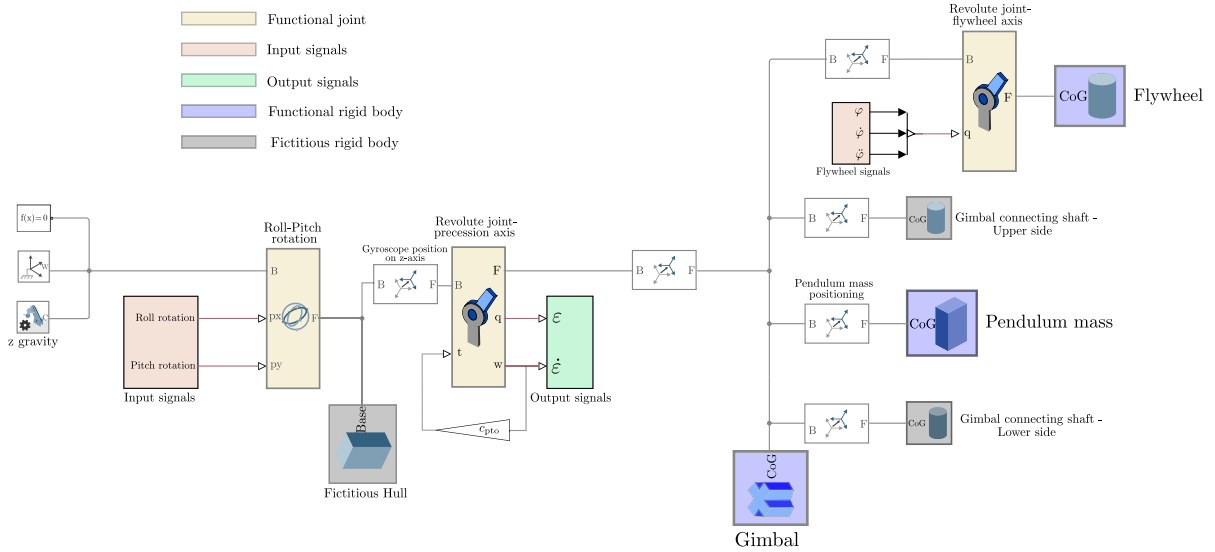 Functional joint
Input signals
Output signals
Functional rigid body
Fictitious rigid body
Revolute joint-
flywheel axis
B
F
B
F
q
CoG
Flywheel
φ
φ̇
φ̈
Flywheel signals
B
F
CoG
Gimbal connecting shaft -
Upper side
f(x)=0
W
C
z gravity
Roll-Pitch
rotation
B
px
py
F
Roll rotation
Pitch rotation
Input signals
Base
Fictitious Hull
Gyroscope position
on z-axis
B
F
Revolute joint-
precession axis
B
F
q
t
w
ε
ε̇
Output signals
c_pto
B
F
Pendulum mass
positioning
B
F
CoG
Pendulum mass
B
F
CoG
Gimbal connecting shaft -
Lower side
CoG
Gimbal